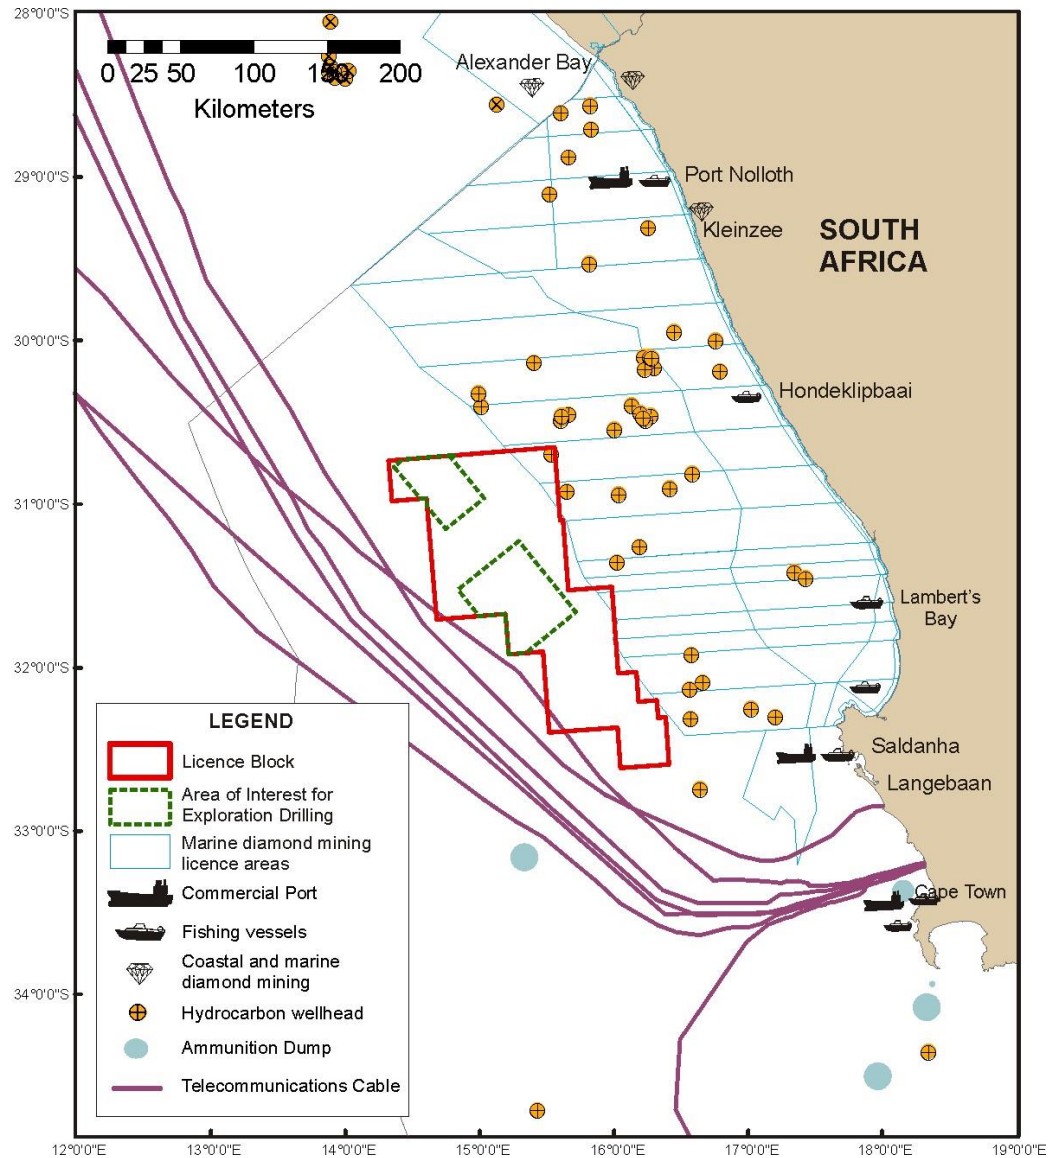 28°0'0"S
29°0'0"S
30°0'0"S
31°0'0"S
32°0'0"S
33°0'0"S
34°0'0"S
0 25 50 100 150 200
Kilometers
Alexander Bay
Port Nolloth
Kleinzee
SOUTH
AFRICA
Hondeklipbaai
Lambert's
Bay
Saldanha
Langebaan
Cape Town
LEGEND
Licence Block
Area of Interest for
Exploration Drilling
Marine diamond mining
licence areas
Commercial Port
Fishing vessels
Coastal and marine
diamond mining
Hydrocarbon wellhead
Ammunition Dump
Telecommunications Cable
12°0'0"E 13°0'0"E 14°0'0"E 15°0'0"E 16°0'0"E 17°0'0"E 18°0'0"E 19°0'0"E